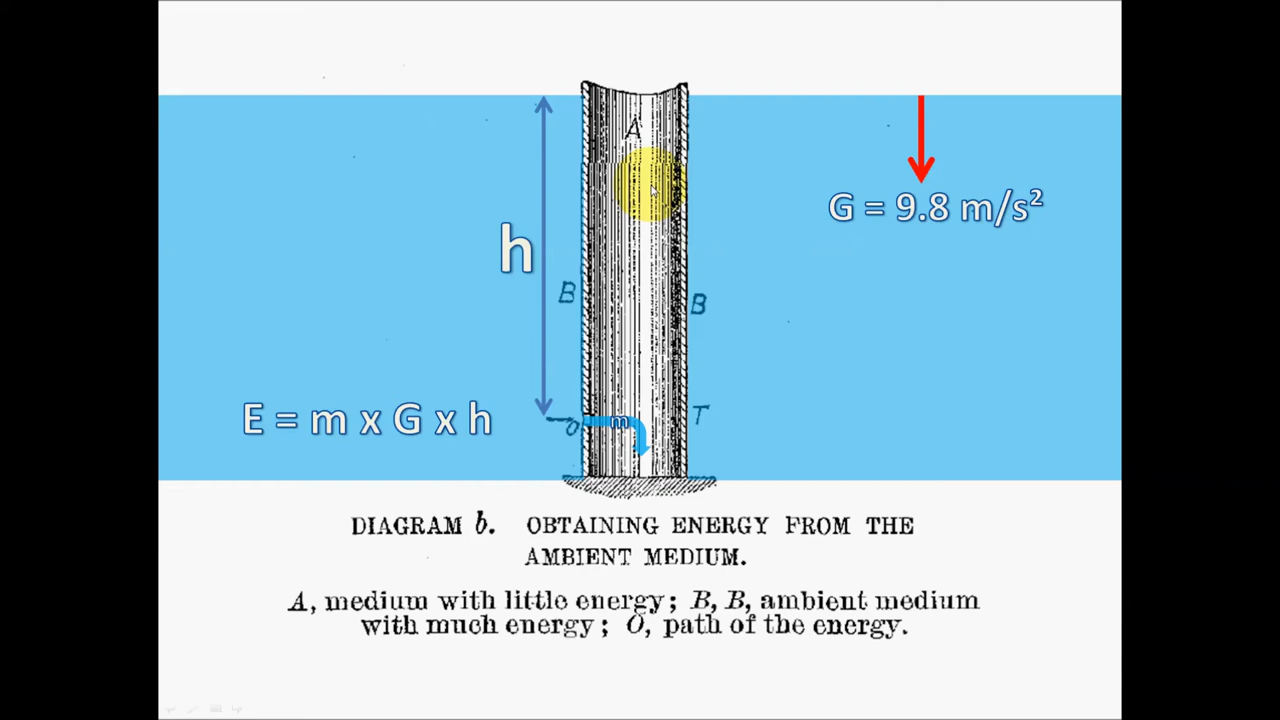 A
G = 9.8 m/s²
h
B
B
E = m x G x h
O
m
T
DIAGRAM b. OBTAINING ENERGY FROM THE
AMBIENT MEDIUM.
A, medium with little energy; B, B, ambient medium
with much energy; O, path of the energy.